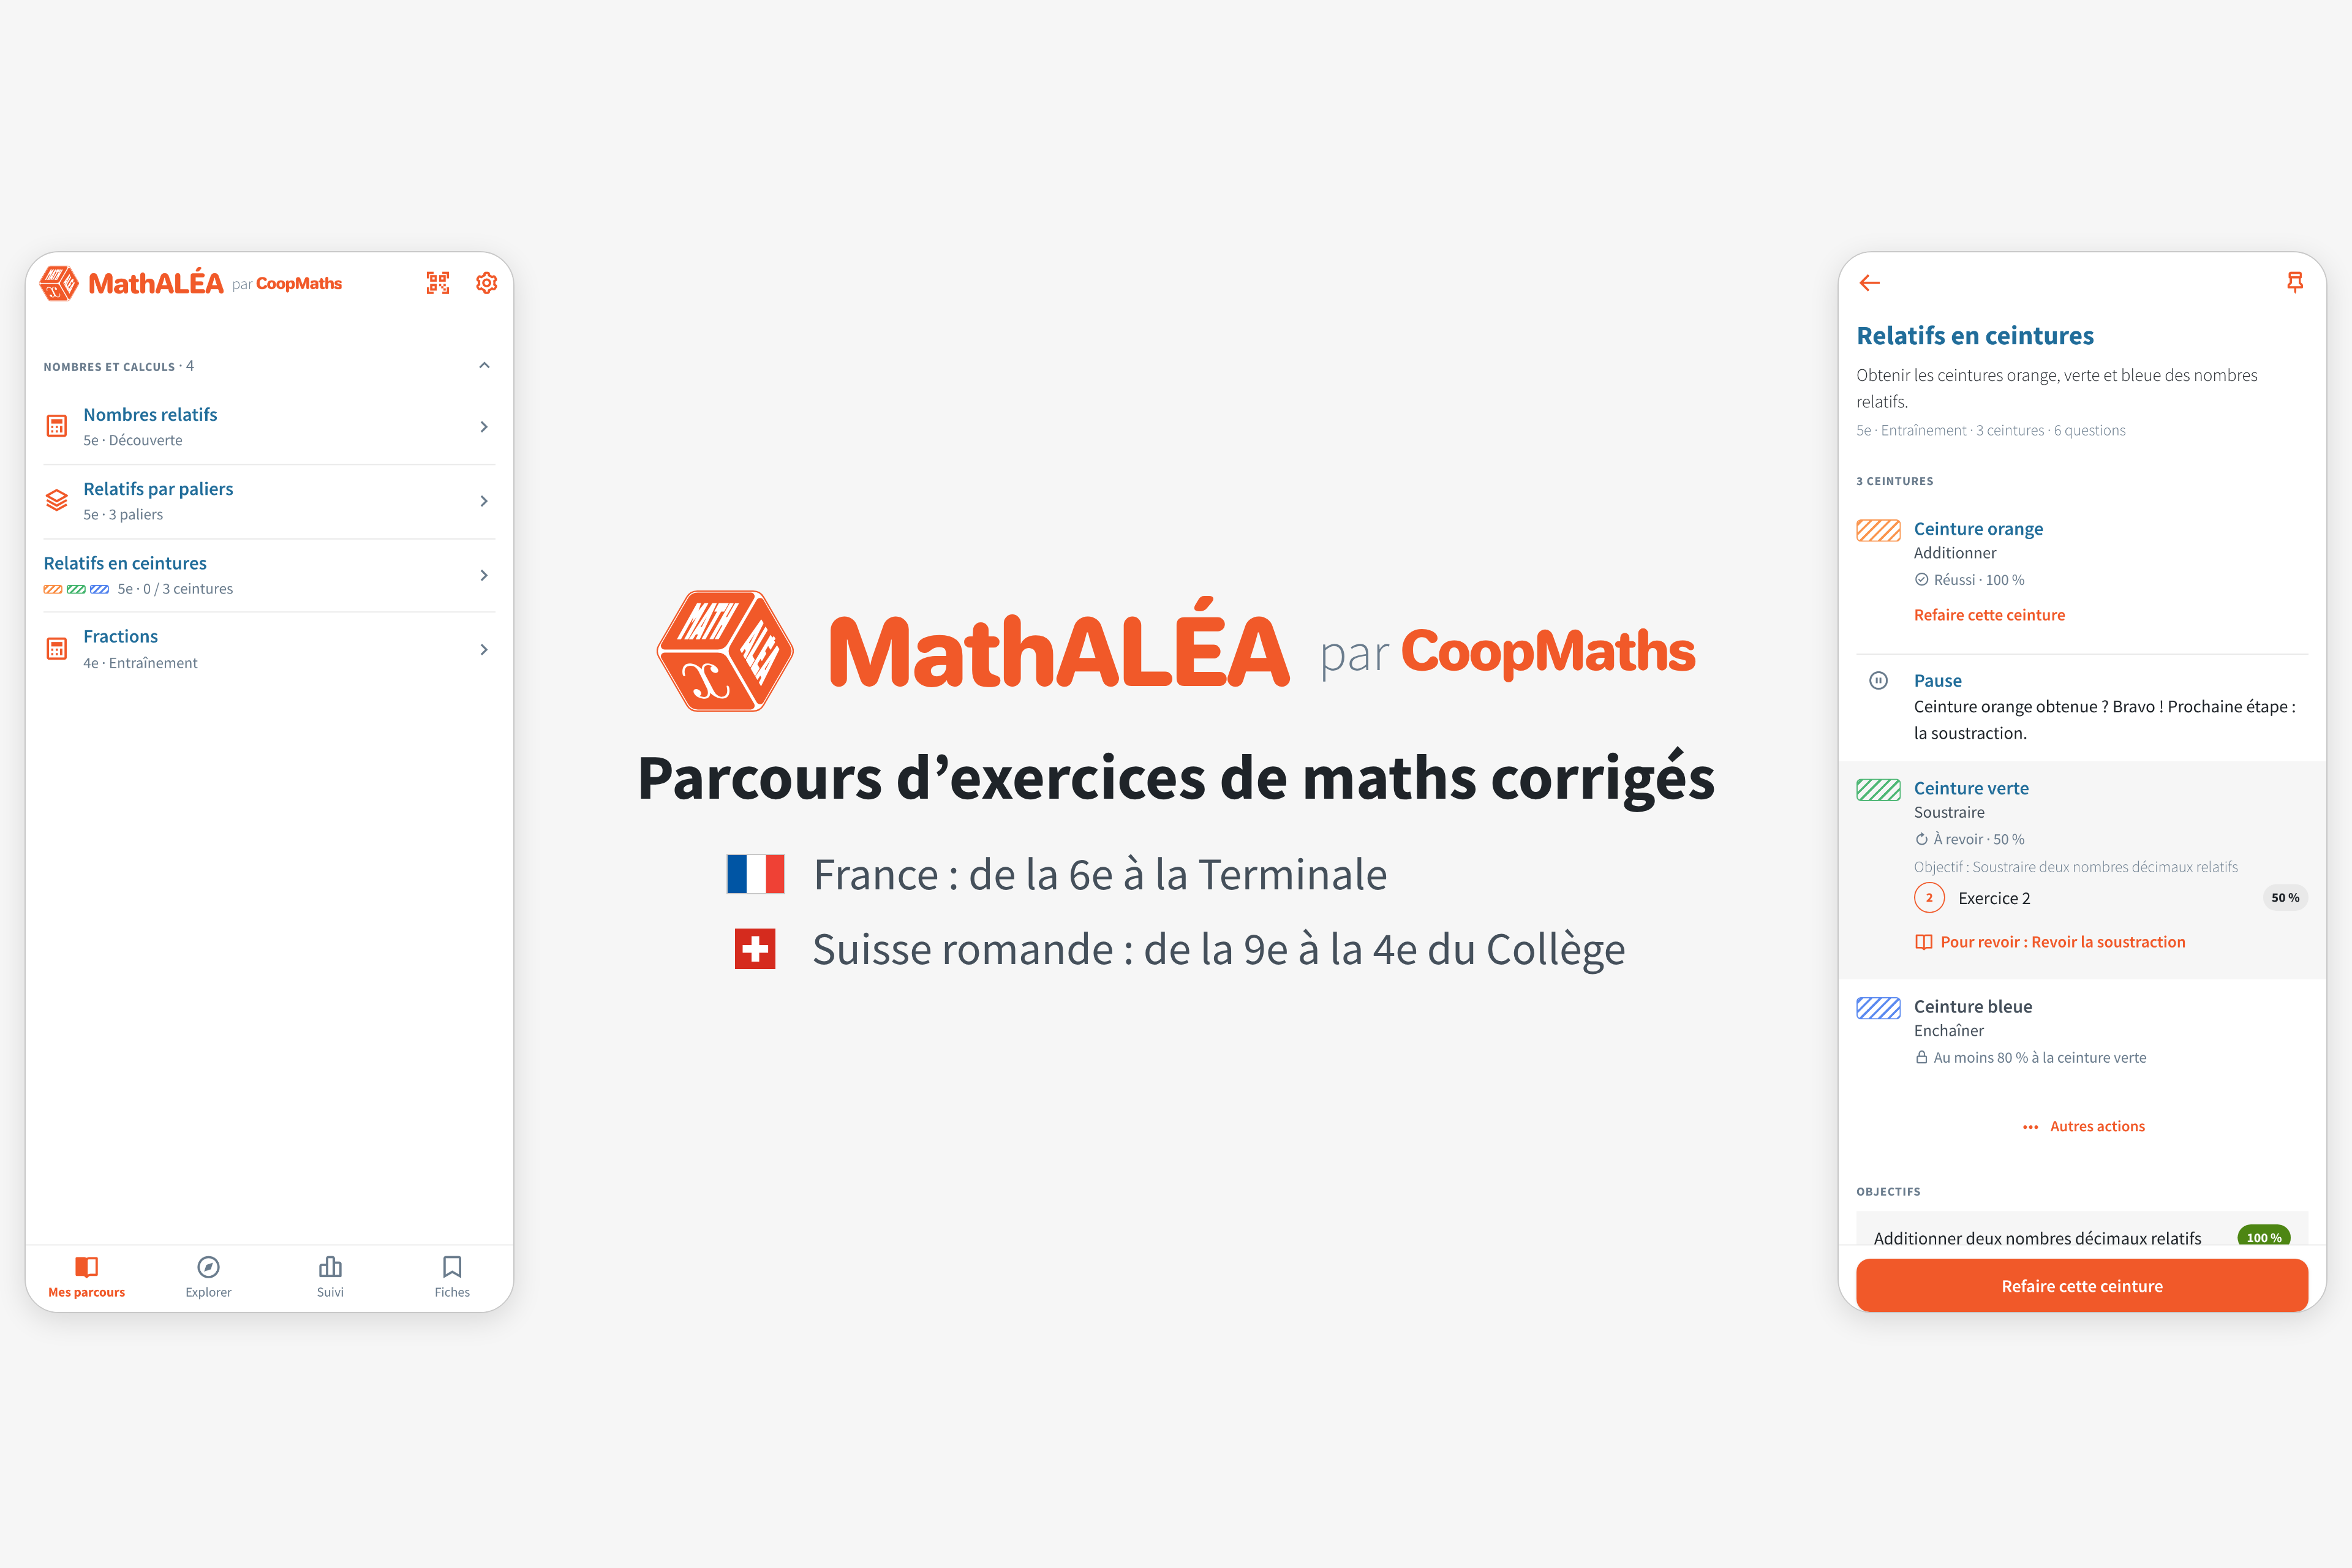 MATH ALÉA x
MathALÉA par CoopMaths
NOMBRES ET CALCULS · 4
Nombres relatifs
5e · Découverte
Relatifs par paliers
5e · 3 paliers
Relatifs en ceintures
5e · 0 / 3 ceintures
Fractions
4e · Entraînement
Mes parcours
Explorer
Suivi
Fiches
MATH ALÉA x
MathALÉA par CoopMaths
Parcours d’exercices de maths corrigés
France : de la 6e à la Terminale
Suisse romande : de la 9e à la 4e du Collège
Relatifs en ceintures
Obtenir les ceintures orange, verte et bleue des nombres
relatifs.
5e · Entraînement · 3 ceintures · 6 questions
3 CEINTURES
Ceinture orange
Additionner
Réussi · 100 %
Refaire cette ceinture
Pause
Ceinture orange obtenue ? Bravo ! Prochaine étape :
la soustraction.
Ceinture verte
Soustraire
À revoir · 50 %
Objectif : Soustraire deux nombres décimaux relatifs
2 Exercice 2 50 %
Pour revoir : Revoir la soustraction
Ceinture bleue
Enchaîner
Au moins 80 % à la ceinture verte
••• Autres actions
OBJECTIFS
Additionner deux nombres décimaux relatifs 100 %
Refaire cette ceinture